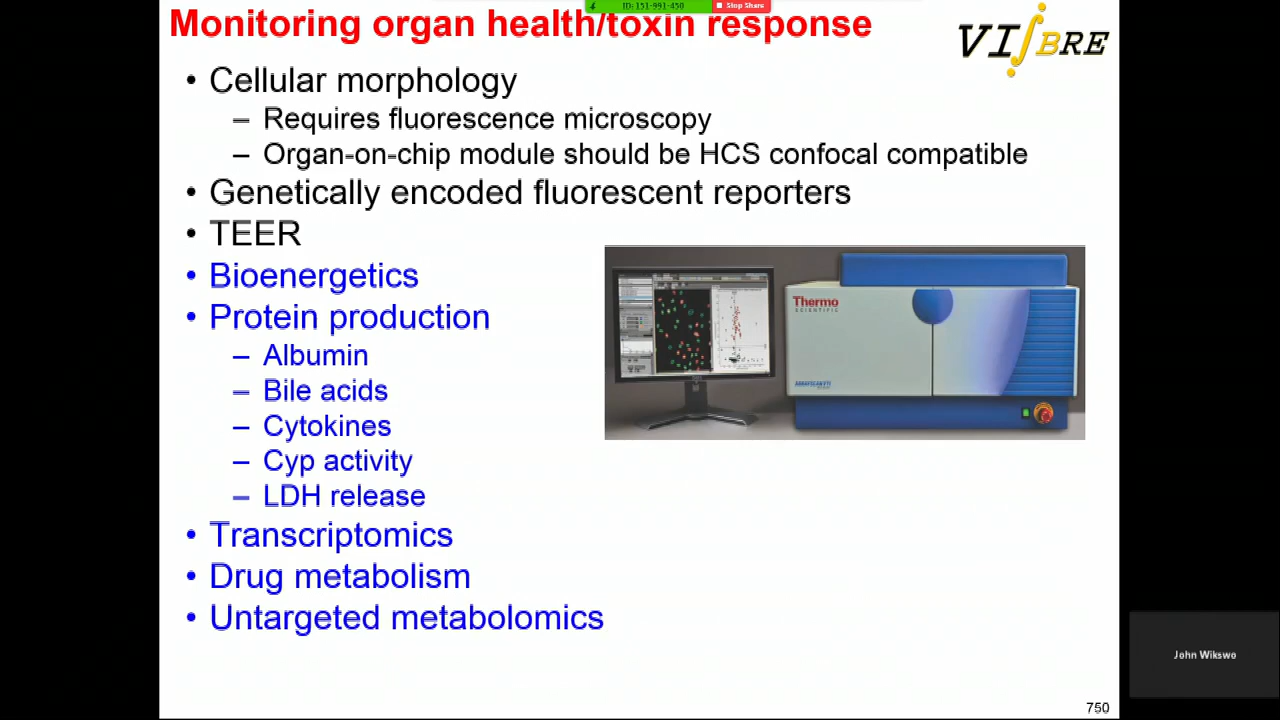 ID: 151-991-450
Stop Share
Monitoring organ health/toxin response
VI∫BRE
• Cellular morphology
– Requires fluorescence microscopy
– Organ-on-chip module should be HCS confocal compatible
• Genetically encoded fluorescent reporters
• TEER
• Bioenergetics
• Protein production
– Albumin
– Bile acids
– Cytokines
– Cyp activity
– LDH release
• Transcriptomics
• Drug metabolism
• Untargeted metabolomics
Thermo
SCIENTIFIC
John Wikswo
750